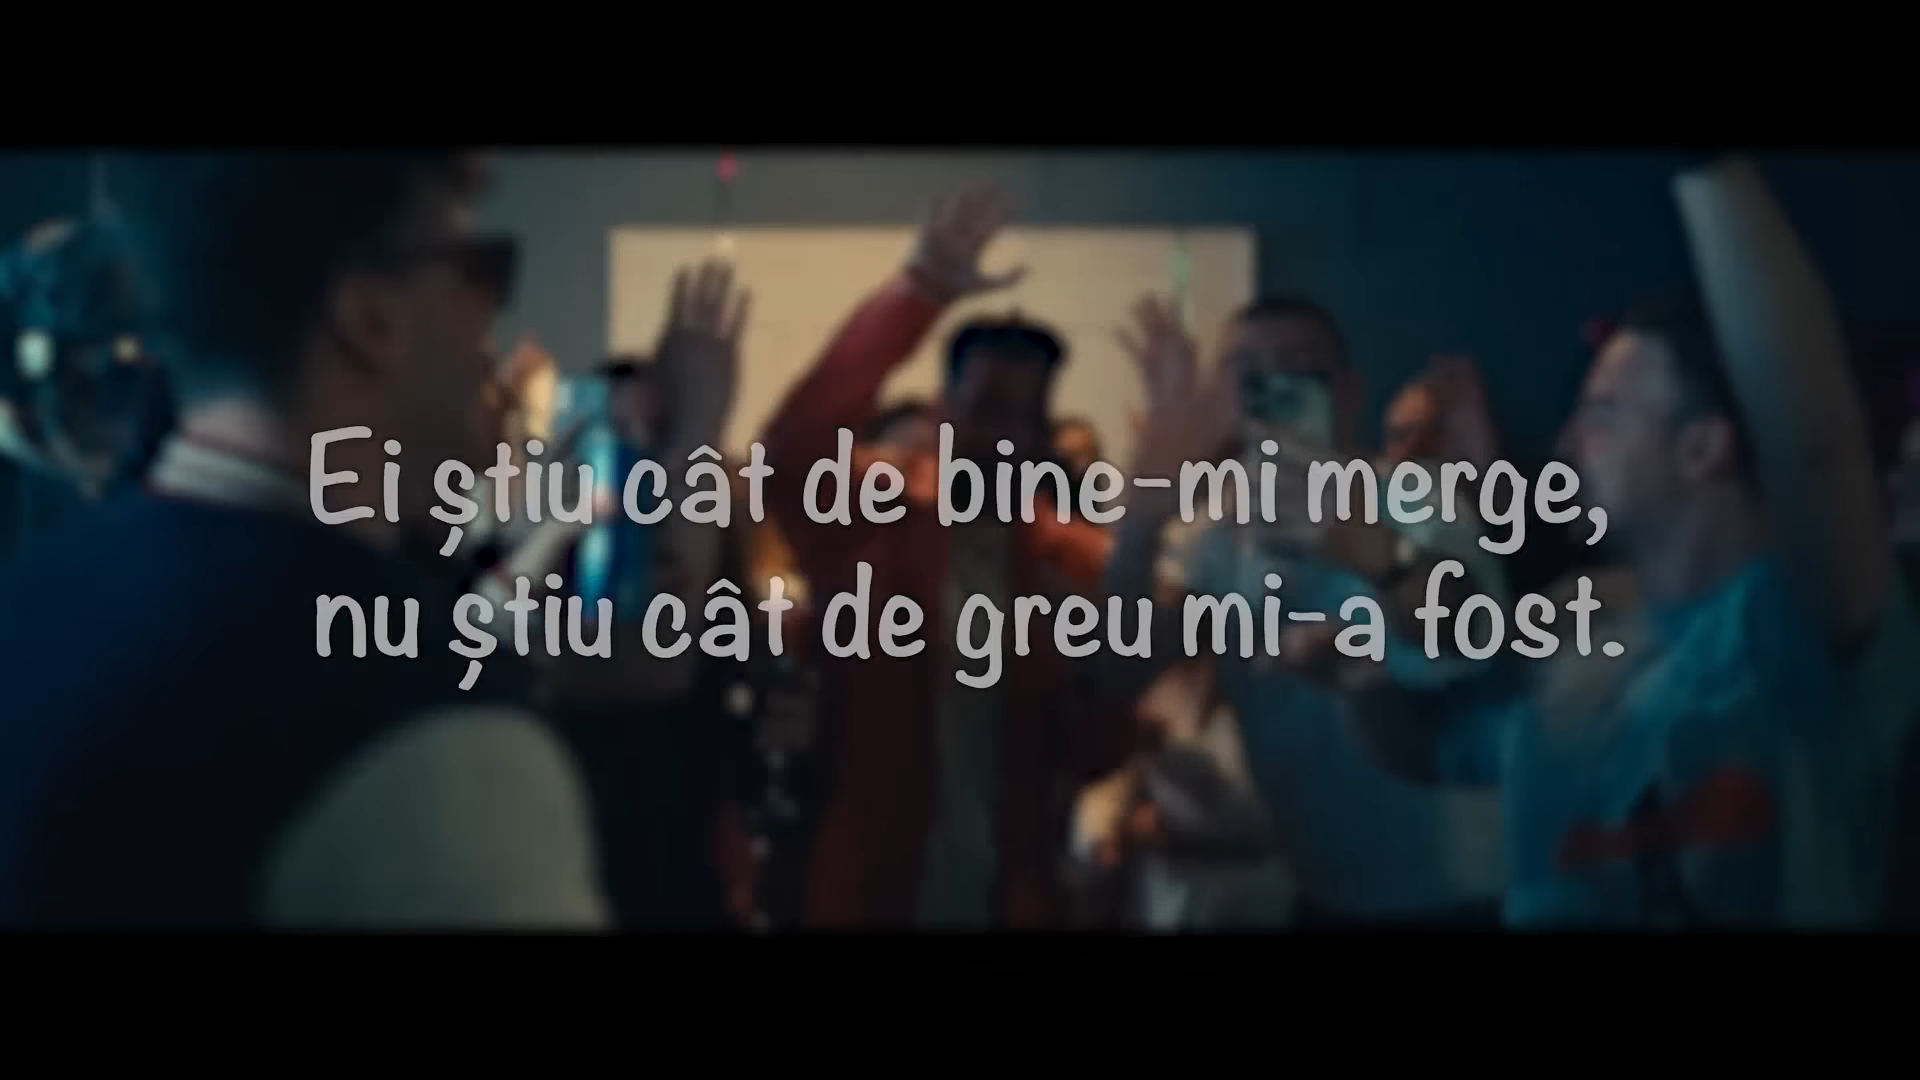 Ei știu cât de bine-mi merge,
nu știu cât de greu mi-a fost.